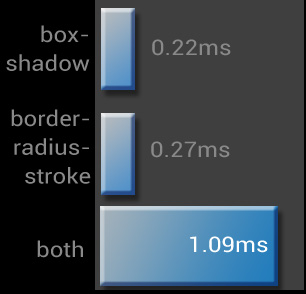 box-
shadow
0.22ms
border-
radius-
stroke
0.27ms
both
1.09ms